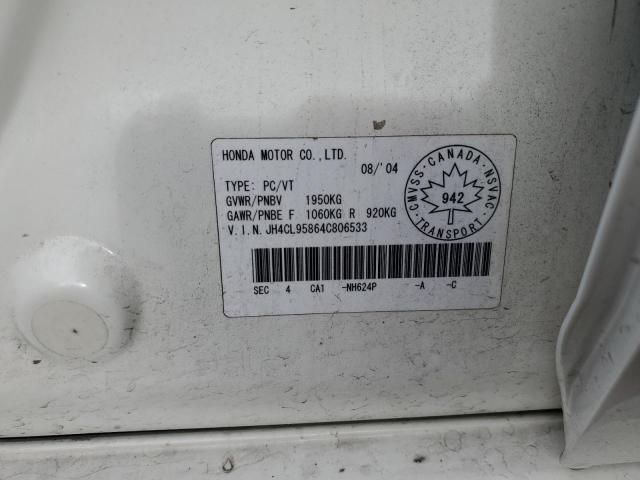 HONDA MOTOR CO.,LTD.
08/'04
TYPE: PC/VT
GVWR/PNBV 1950KG
GAWR/PNBE F 1060KG R 920KG
V.I.N. JH4CL95864C806533
SEC 4 CA1 -NH624P -A -C
CMVSS · CANADA · NSVAC
942
TRANSPORT